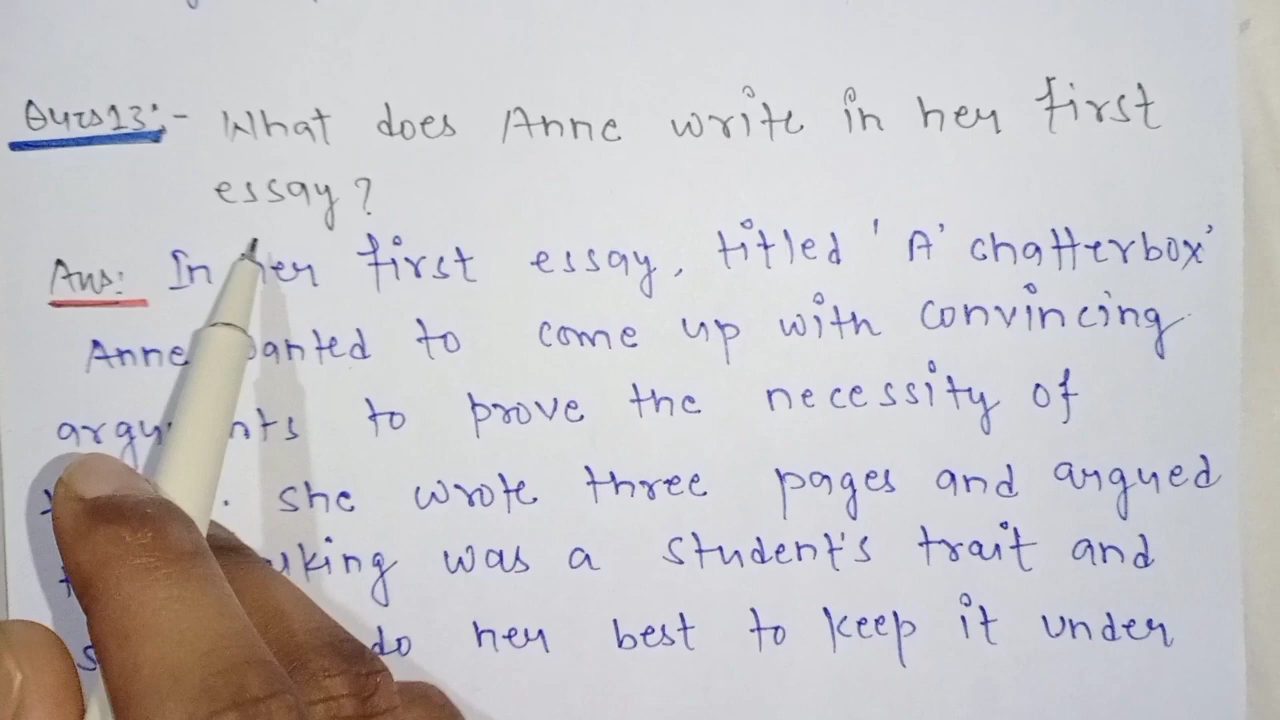 Ques13:- What does Anne write in her first
essay?
Ans: In her first essay, titled 'A' chatterbox'
Anne wanted to come up with convincing
arguments to prove the necessity of
. she wrote three pages and argued
was a student's trait and
do her best to keep it under